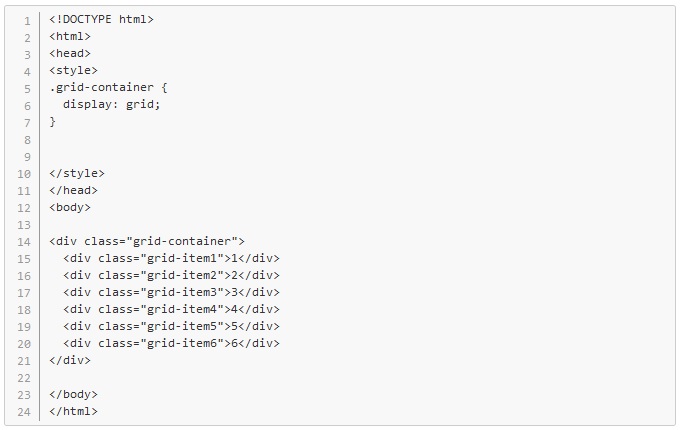 1 <!DOCTYPE html>
2 <html>
3 <head>
4 <style>
5 .grid-container {
6   display: grid;
7 }
8
9
10 </style>
11 </head>
12 <body>
13
14 <div class="grid-container">
15   <div class="grid-item1">1</div>
16   <div class="grid-item2">2</div>
17   <div class="grid-item3">3</div>
18   <div class="grid-item4">4</div>
19   <div class="grid-item5">5</div>
20   <div class="grid-item6">6</div>
21 </div>
22
23 </body>
24 </html>